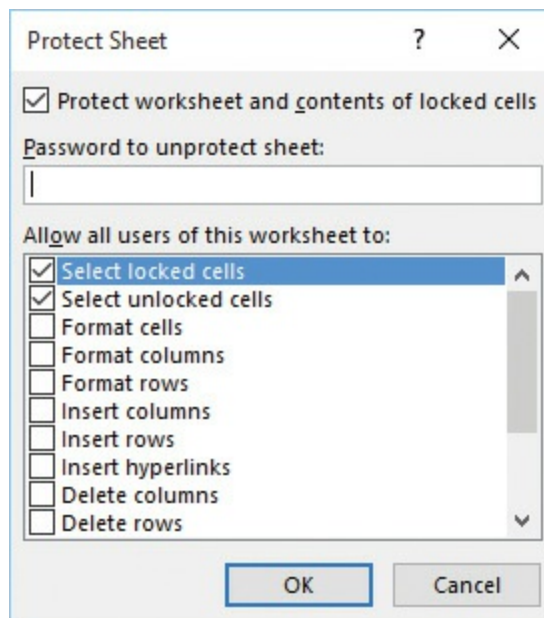 Protect Sheet ?
Protect worksheet and contents of locked cells
Password to unprotect sheet:
Allow all users of this worksheet to:
Select locked cells
Select unlocked cells
Format cells
Format columns
Format rows
Insert columns
Insert rows
Insert hyperlinks
Delete columns
Delete rows
OK Cancel